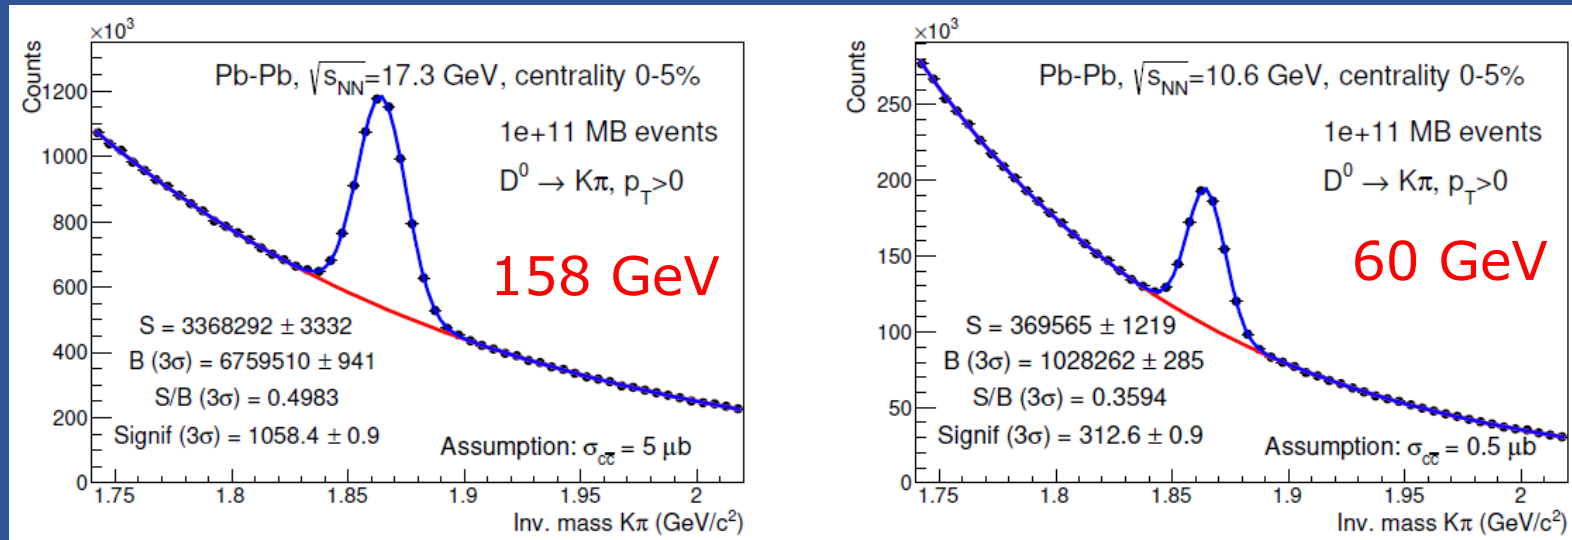 ×10³
Counts
Pb-Pb, √s_NN=17.3 GeV, centrality 0-5%
1e+11 MB events
D⁰ → Kπ, p_T>0
158 GeV
S = 3368292 ± 3332
B (3σ) = 6759510 ± 941
S/B (3σ) = 0.4983
Signif (3σ) = 1058.4 ± 0.9
Assumption: σ_cc̅ = 5 μb
1200
1000
800
600
400
200
0
1.75 1.8 1.85 1.9 1.95 2
Inv. mass Kπ (GeV/c²)
×10³
Counts
Pb-Pb, √s_NN=10.6 GeV, centrality 0-5%
1e+11 MB events
D⁰ → Kπ, p_T>0
60 GeV
S = 369565 ± 1219
B (3σ) = 1028262 ± 285
S/B (3σ) = 0.3594
Signif (3σ) = 312.6 ± 0.9
Assumption: σ_cc̅ = 0.5 μb
250
200
150
100
50
0
1.75 1.8 1.85 1.9 1.95 2
Inv. mass Kπ (GeV/c²)